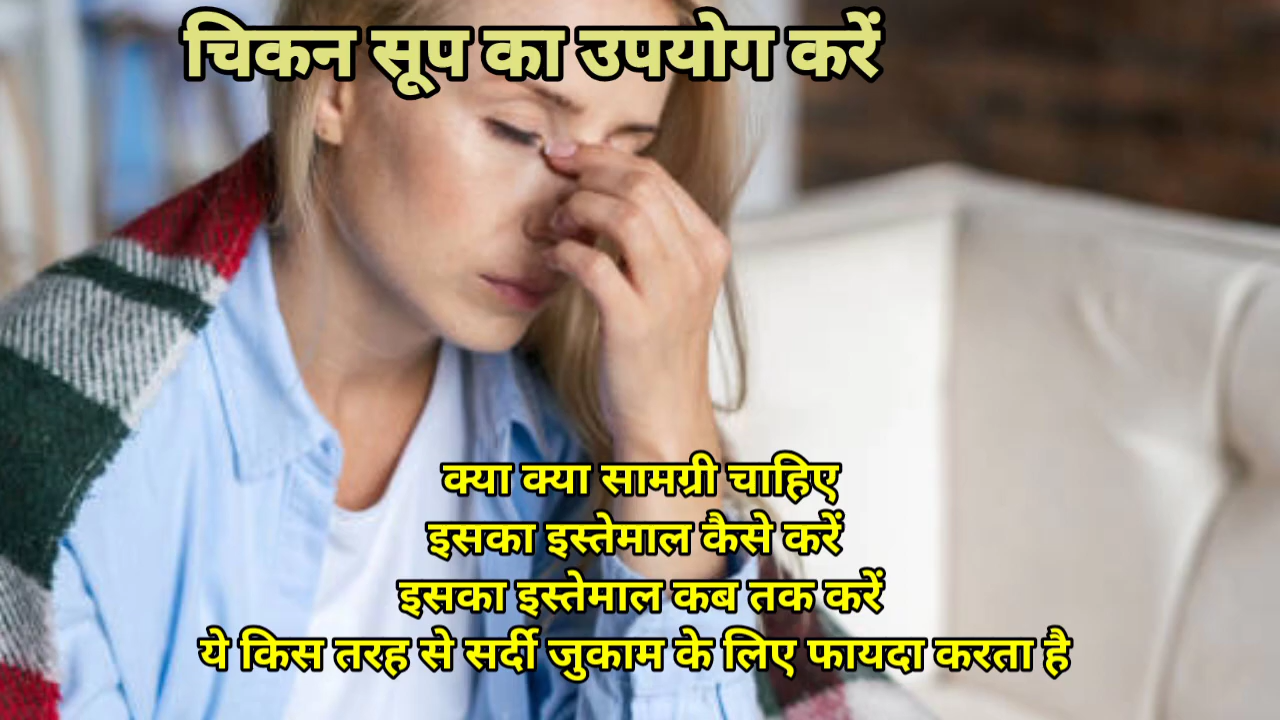 चिकन सूप का उपयोग करें
क्या क्या सामग्री चाहिए
इसका इस्तेमाल कैसे करें
इसका इस्तेमाल कब तक करें
ये किस तरह से सर्दी जुकाम के लिए फायदा करता है